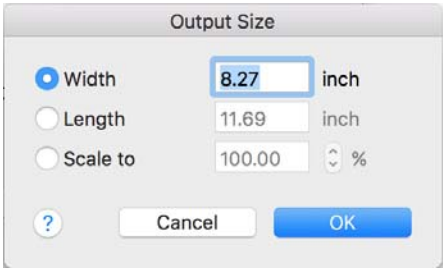 Output Size
Width 8.27 inch
Length 11.69 inch
Scale to 100.00 %
? Cancel OK